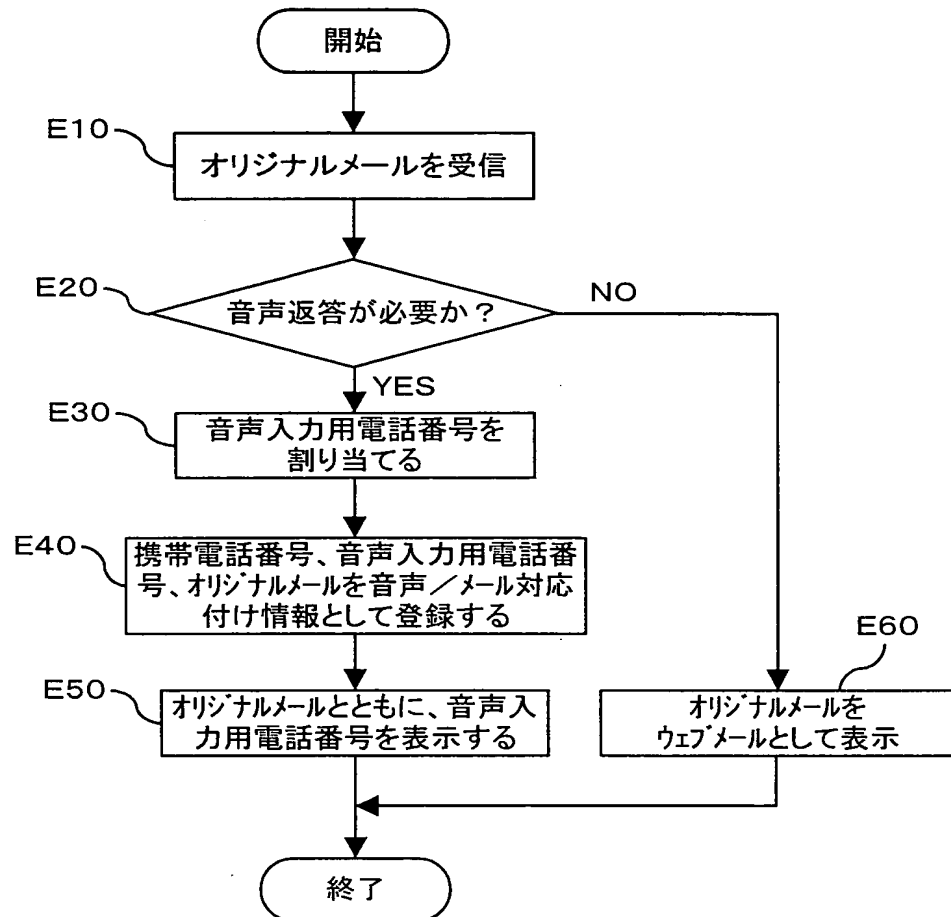 開始
E10
オリジナルメールを受信
E20
音声返答が必要か?
NO
YES
E30
音声入力用電話番号を
割り当てる
E40
携帯電話番号、音声入力用電話番
号、オリジナルメールを音声/メール対応
付け情報として登録する
E50
オリジナルメールとともに、音声入
力用電話番号を表示する
E60
オリジナルメールを
ウェブメールとして表示
終了